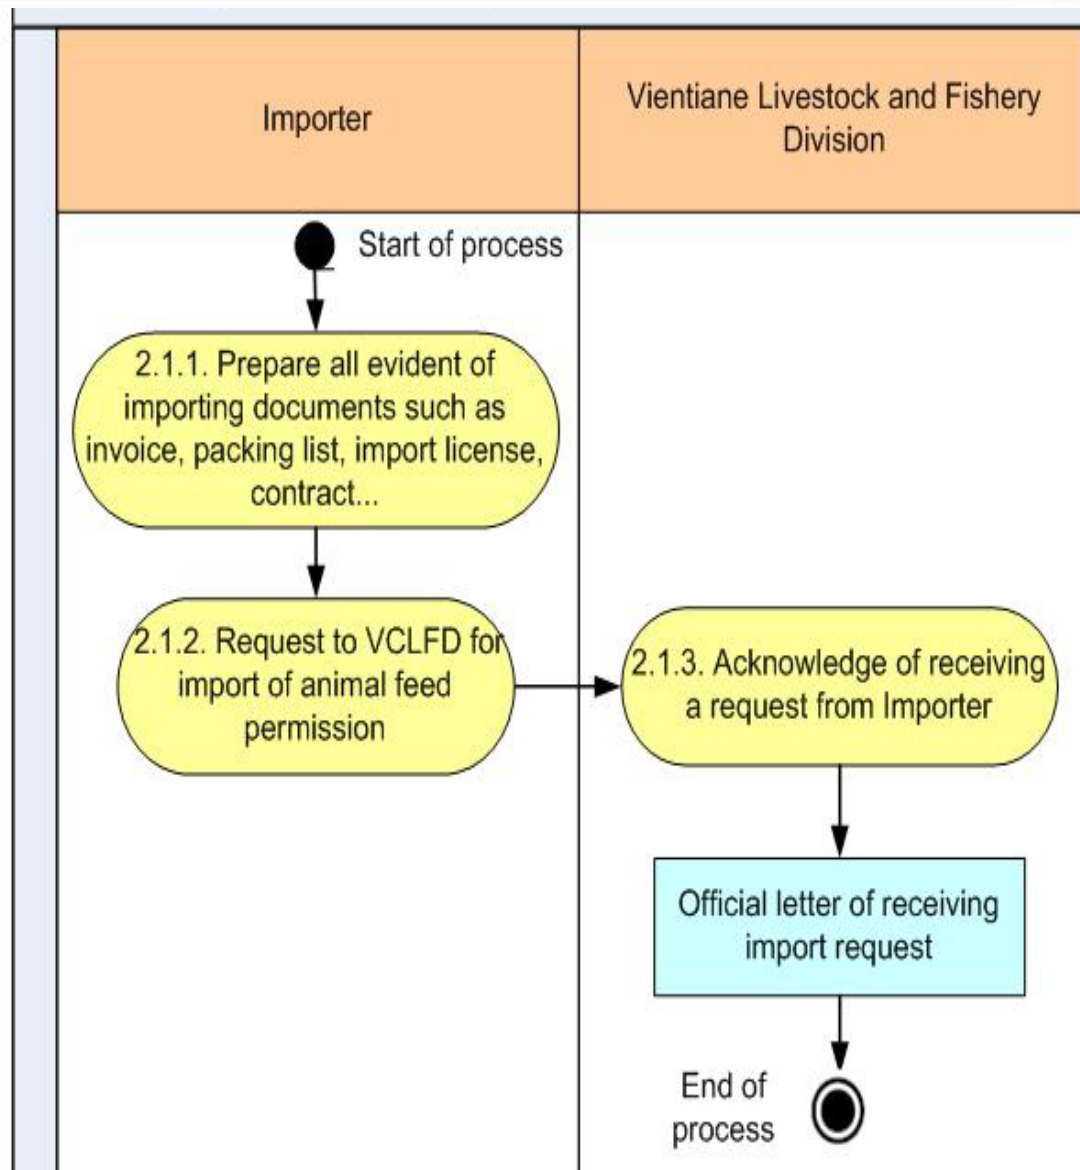 Importer
Vientiane Livestock and Fishery
Division
Start of process
2.1.1. Prepare all evident of
importing documents such as
invoice, packing list, import license,
contract...
2.1.2. Request to VCLFD for
import of animal feed
permission
2.1.3. Acknowledge of receiving
a request from Importer
Official letter of receiving
import request
End of
process